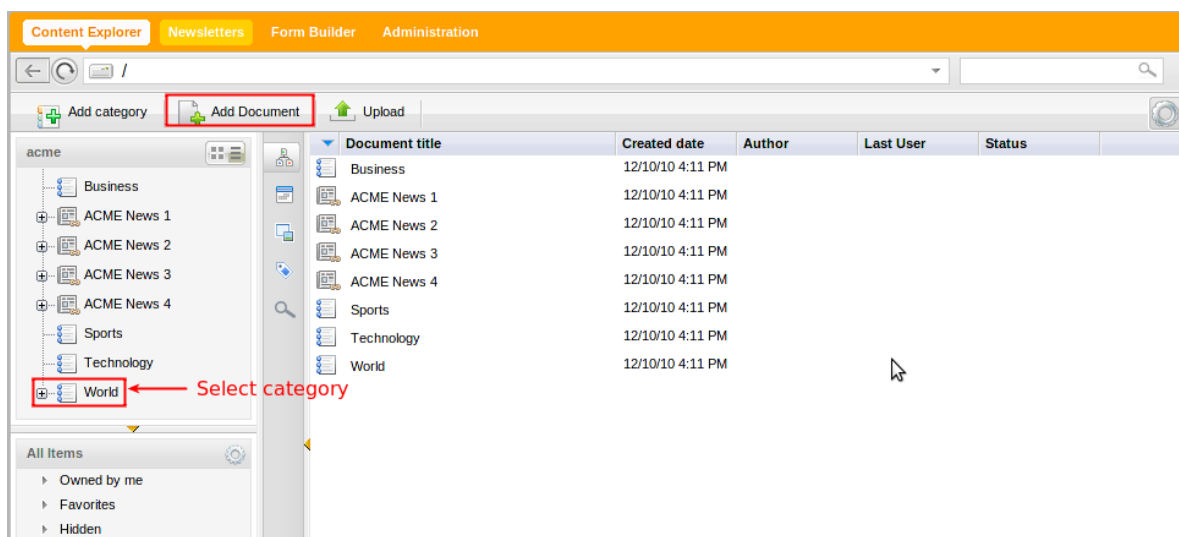 Content Explorer Newsletters Form Builder Administration
/
Add category Add Document Upload
acme
Business
ACME News 1
ACME News 2
ACME News 3
ACME News 4
Sports
Technology
World
Select category
All Items
Owned by me
Favorites
Hidden
Document title Created date Author Last User Status
Business 12/10/10 4:11 PM
ACME News 1 12/10/10 4:11 PM
ACME News 2 12/10/10 4:11 PM
ACME News 3 12/10/10 4:11 PM
ACME News 4 12/10/10 4:11 PM
Sports 12/10/10 4:11 PM
Technology 12/10/10 4:11 PM
World 12/10/10 4:11 PM